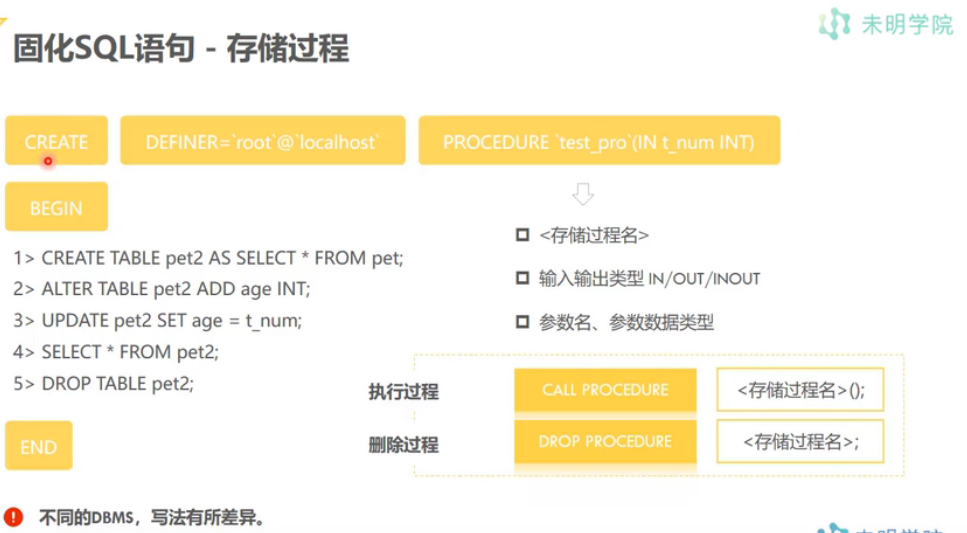 未明学院
固化SQL语句 - 存储过程
CREATE
DEFINER=`root`@`localhost`
PROCEDURE `test_pro`(IN t_num INT)
BEGIN
1> CREATE TABLE pet2 AS SELECT * FROM pet;
2> ALTER TABLE pet2 ADD age INT;
3> UPDATE pet2 SET age = t_num;
4> SELECT * FROM pet2;
5> DROP TABLE pet2;
END
<存储过程名>
输入输出类型 IN/OUT/INOUT
参数名、参数数据类型
执行过程
CALL PROCEDURE
<存储过程名>();
删除过程
DROP PROCEDURE
<存储过程名>;
不同的DBMS，写法有所差异。